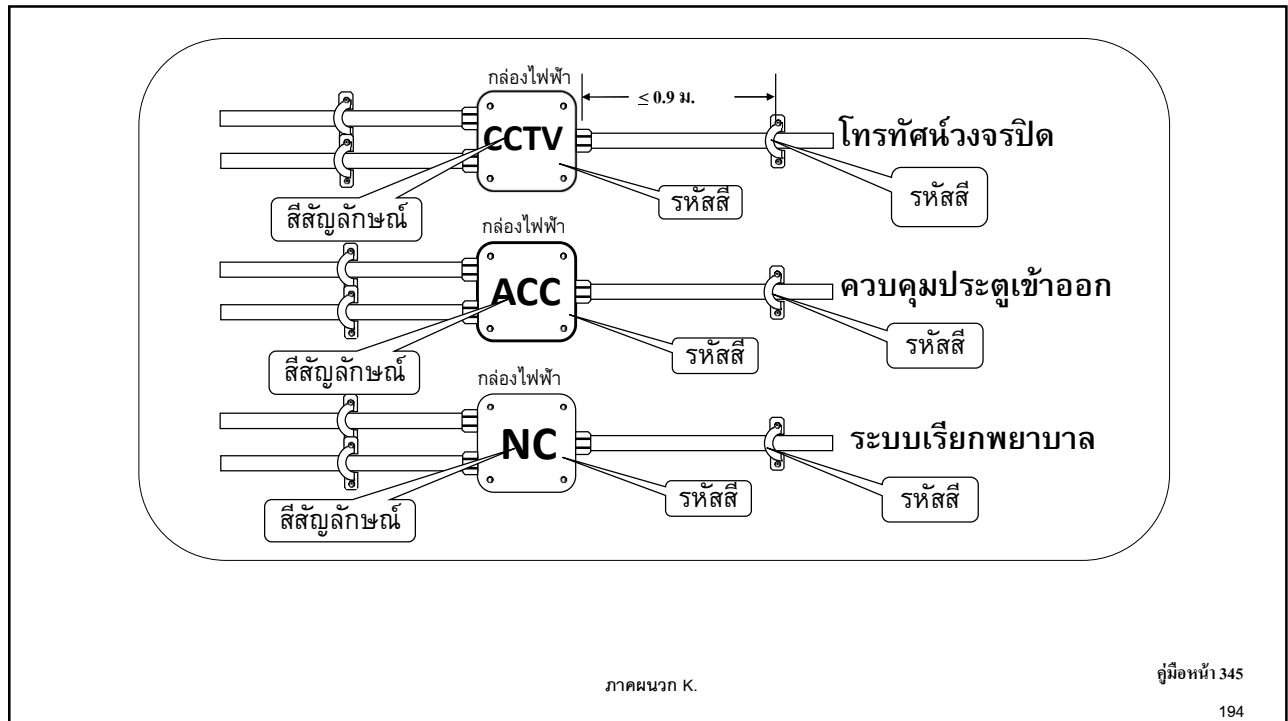 กล่องไฟฟ้า
≤ 0.9 ม.
CCTV
โทรทัศน์วงจรปิด
สีสัญลักษณ์
รหัสสี
รหัสสี
กล่องไฟฟ้า
ACC
ควบคุมประตูเข้าออก
สีสัญลักษณ์
รหัสสี
รหัสสี
กล่องไฟฟ้า
NC
ระบบเรียกพยาบาล
สีสัญลักษณ์
รหัสสี
รหัสสี
ภาคผนวก K.
คู่มือหน้า 345
194